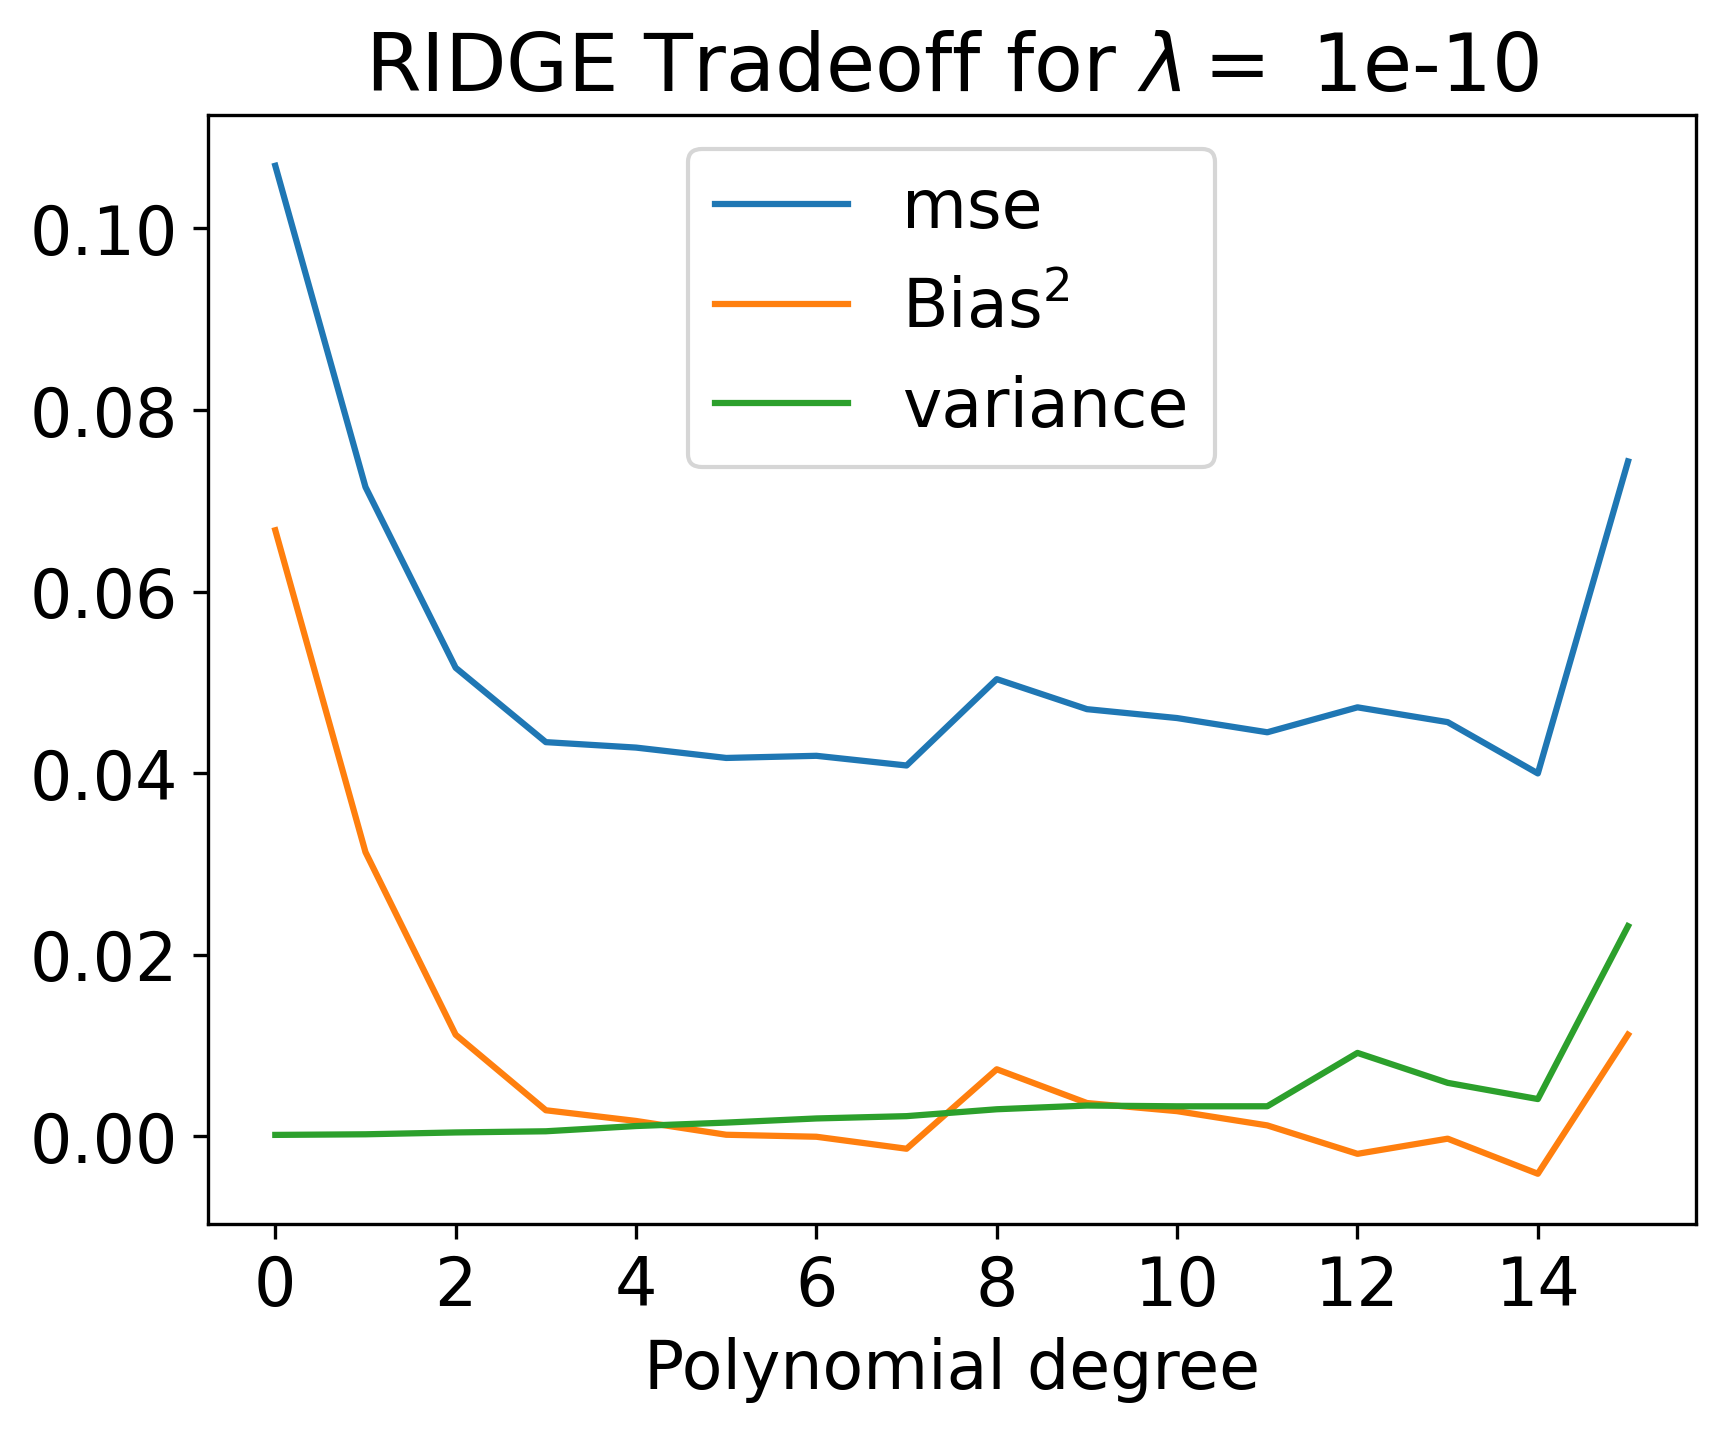 RIDGE Tradeoff for λ = 1e-10
mse
Bias²
variance
0.10
0.08
0.06
0.04
0.02
0.00
0 2 4 6 8 10 12 14
Polynomial degree